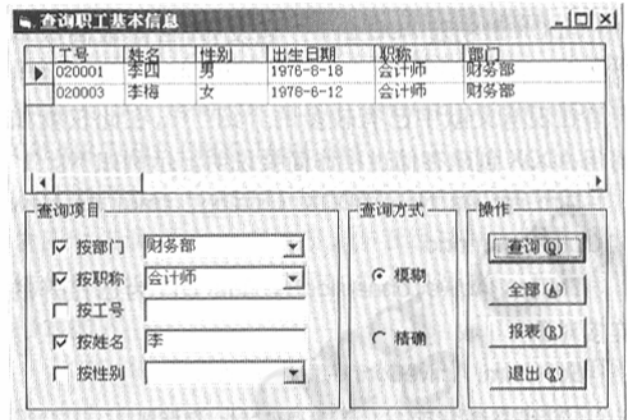 查询职工基本信息
工号 姓名 性别 出生日期 职称 部门
020001 李四 男 1976-8-18 会计师 财务部
020003 李梅 女 1978-6-12 会计师 财务部
查询项目 查询方式 操作
按部门 财务部 查询(Q)
按职称 会计师 模糊 全部(A)
按工号
按姓名 李 精确 报表(R)
按性别 退出(X)